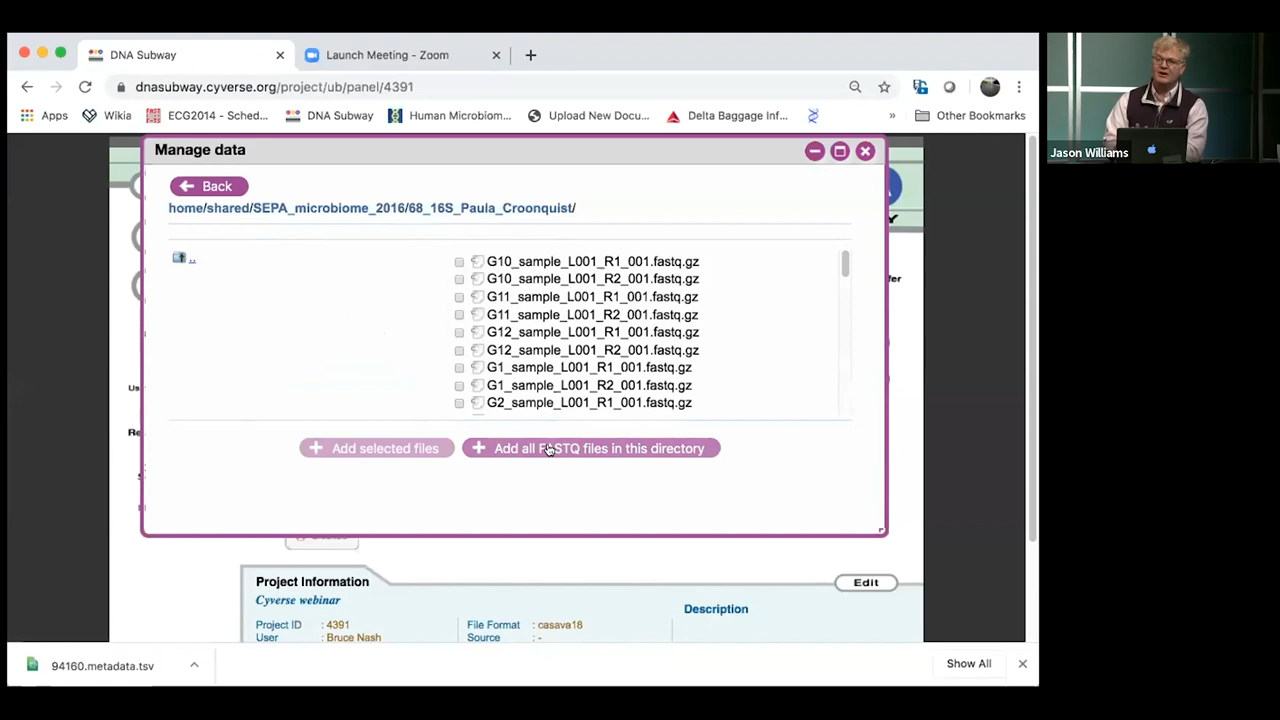 DNA Subway
Launch Meeting - Zoom
dnasubway.cyverse.org/project/ub/panel/4391
Apps
Wikia
ECG2014 - Sched...
DNA Subway
Human Microbiom...
Upload New Docu...
Delta Baggage Inf...
»
Other Bookmarks
Jason Williams
Manage data
Back
home/shared/SEPA_microbiome_2016/68_16S_Paula_Croonquist/
..
G10_sample_L001_R1_001.fastq.gz
G10_sample_L001_R2_001.fastq.gz
G11_sample_L001_R1_001.fastq.gz
G11_sample_L001_R2_001.fastq.gz
G12_sample_L001_R1_001.fastq.gz
G12_sample_L001_R2_001.fastq.gz
G1_sample_L001_R1_001.fastq.gz
G1_sample_L001_R2_001.fastq.gz
G2_sample_L001_R1_001.fastq.gz
Add selected files
Add all FASTQ files in this directory
Project Information
Edit
Cyverse webinar
Description
Project ID : 4391
File Format : casava18
User : Bruce Nash
Source : -
94160.metadata.tsv
Show All